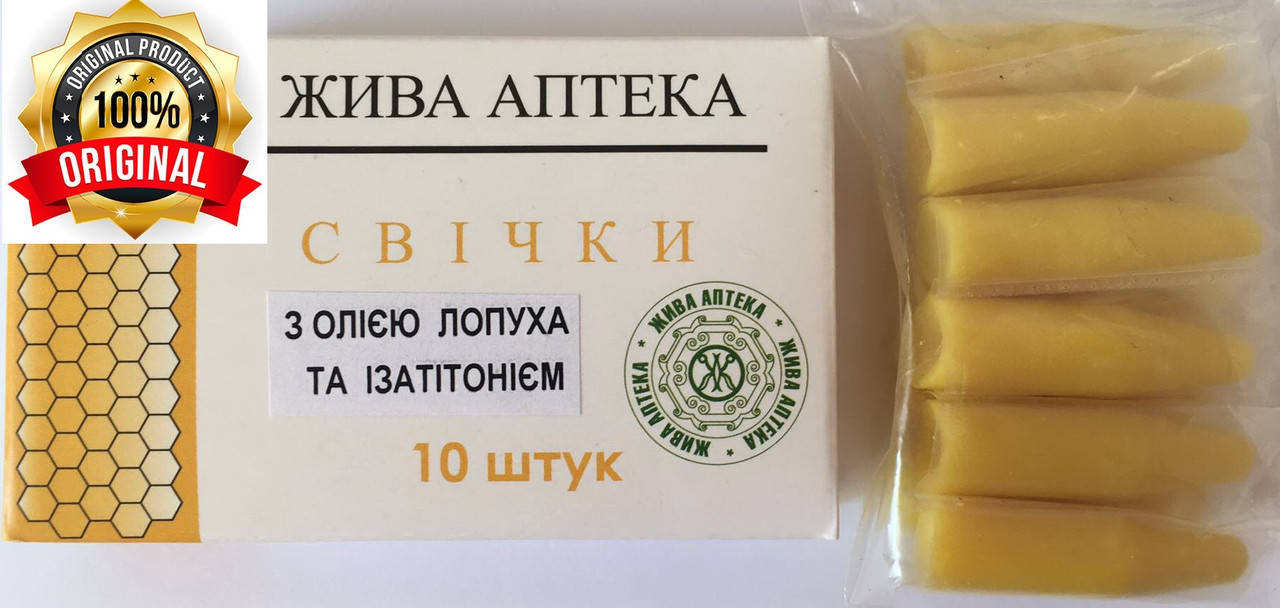 ORIGINAL PRODUCT
100%
ORIGINAL
ЖИВА АПТЕКА
СВІЧКИ
З ОЛІЄЮ ЛОПУХА
ТА ІЗАТІТОНІЄМ
10 штук
ЖИВА АПТЕКА * ЖИВА АПТЕКА * ЖИВА АПТЕКА *
Ж